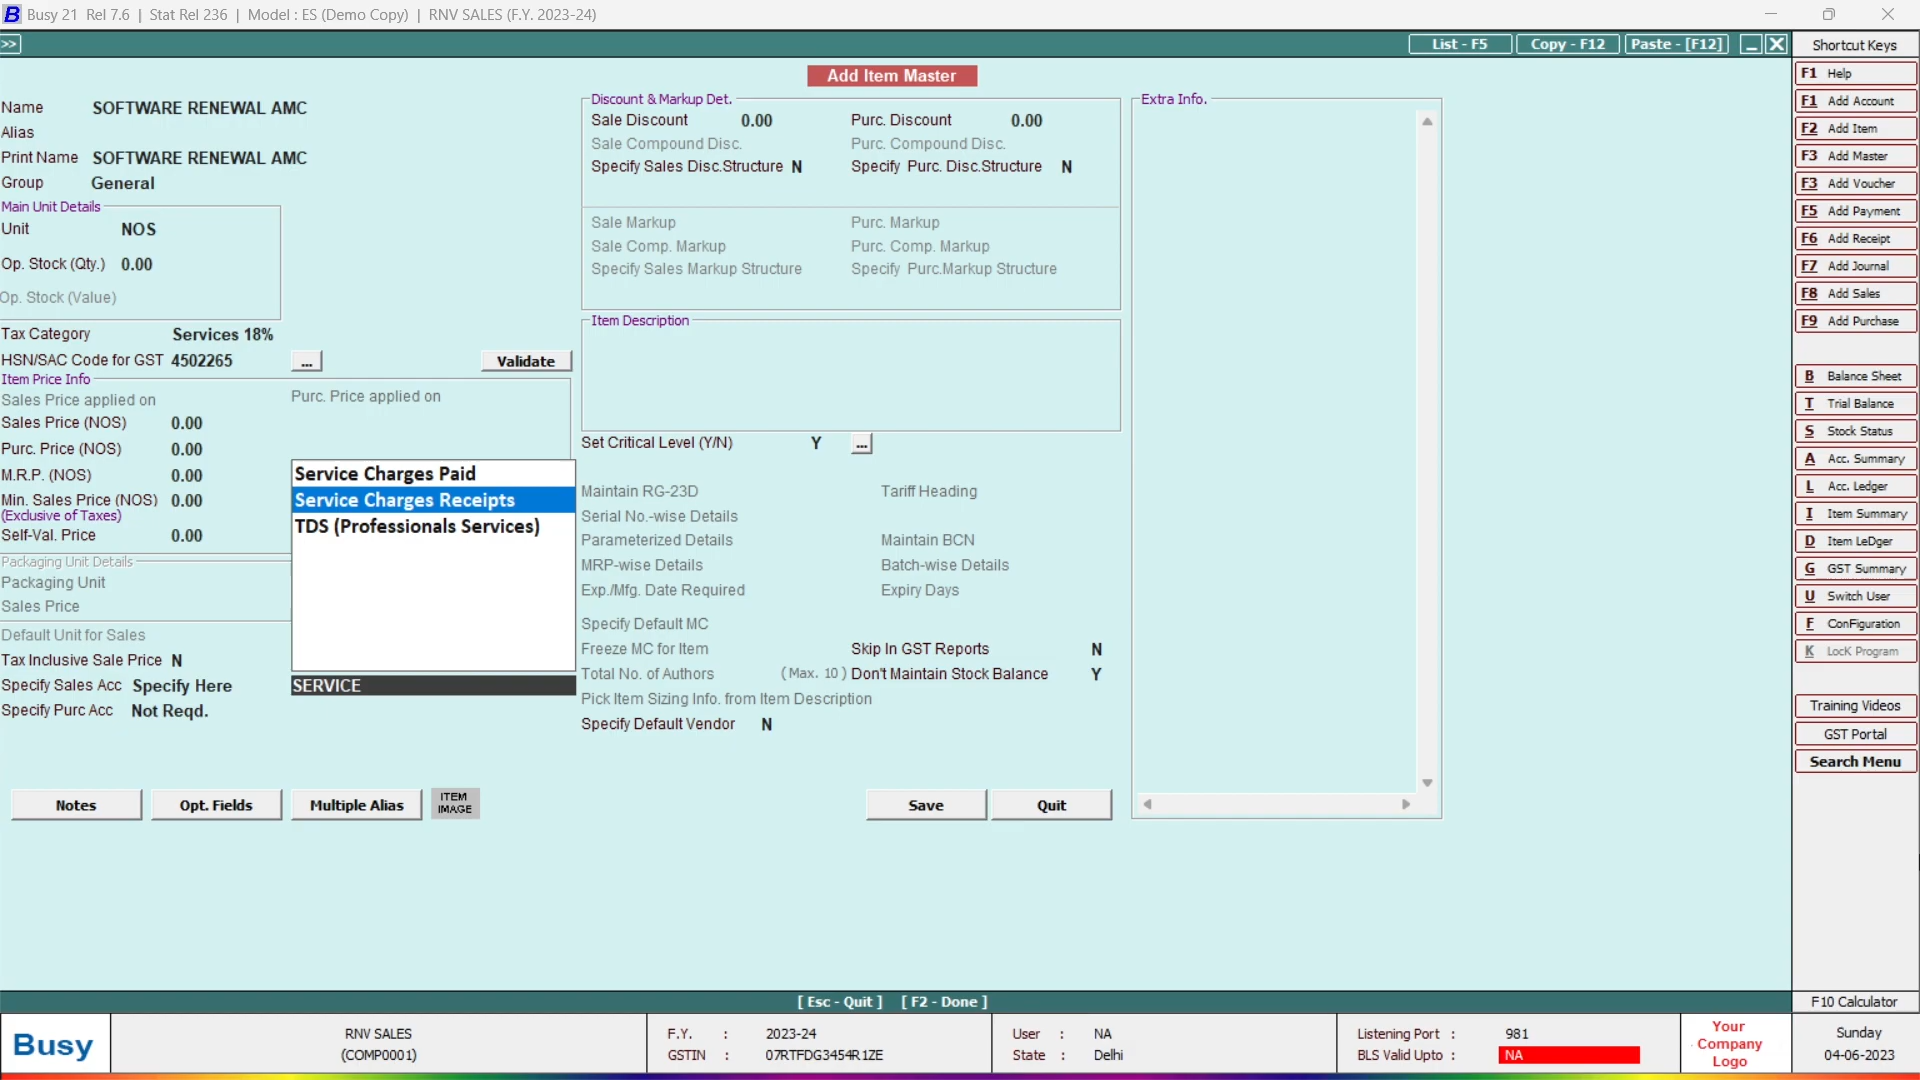 Busy 21 Rel 7.6 | Stat Rel 236 | Model : ES (Demo Copy) | RNV SALES (F.Y. 2023-24)
>>
List - F5
Copy - F12
Paste - [F12]
Add Item Master
Name SOFTWARE RENEWAL AMC
Alias
Print Name SOFTWARE RENEWAL AMC
Group General
Main Unit Details
Unit NOS
Op. Stock (Qty.) 0.00
Op. Stock (Value)
Tax Category Services 18%
HSN/SAC Code for GST 4502265 ... Validate
Item Price Info
Sales Price applied on
Purc. Price applied on
Sales Price (NOS) 0.00
Purc. Price (NOS) 0.00
M.R.P. (NOS) 0.00
Min. Sales Price (NOS) 0.00
(Exclusive of Taxes)
Self-Val. Price 0.00
Packaging Unit Details
Packaging Unit
Sales Price
Default Unit for Sales
Tax Inclusive Sale Price N
Specify Sales Acc Specify Here
Specify Purc Acc Not Reqd.
Service Charges Paid
Service Charges Receipts
TDS (Professionals Services)
SERVICE
Notes
Opt. Fields
Multiple Alias
ITEM
IMAGE
Discount & Markup Det.
Sale Discount 0.00 Purc. Discount 0.00
Sale Compound Disc. Purc. Compound Disc.
Specify Sales Disc.Structure N Specify Purc. Disc.Structure N
Sale Markup Purc. Markup
Sale Comp. Markup Purc. Comp. Markup
Specify Sales Markup Structure Specify Purc.Markup Structure
Item Description
Set Critical Level (Y/N) Y ...
Maintain RG-23D Tariff Heading
Serial No.-wise Details
Parameterized Details Maintain BCN
MRP-wise Details Batch-wise Details
Exp./Mfg. Date Required Expiry Days
Specify Default MC
Freeze MC for Item Skip In GST Reports N
Total No. of Authors (Max. 10) Don't Maintain Stock Balance Y
Pick Item Sizing Info. from Item Description
Specify Default Vendor N
Save
Quit
Extra Info.
Shortcut Keys
F1 Help
F1 Add Account
F2 Add Item
F3 Add Master
F3 Add Voucher
F5 Add Payment
F6 Add Receipt
F7 Add Journal
F8 Add Sales
F9 Add Purchase
B Balance Sheet
T Trial Balance
S Stock Status
A Acc. Summary
L Acc. Ledger
I Item Summary
D Item LeDger
G GST Summary
U Switch User
F ConFiguration
K LocK Program
Training Videos
GST Portal
Search Menu
F10 Calculator
[ Esc - Quit ] [ F2 - Done ]
Busy
RNV SALES
(COMP0001)
F.Y. : 2023-24
GSTIN : 07RTFDG3454R1ZE
User : NA
State : Delhi
Listening Port : 981
BLS Valid Upto : NA
Your
Company
Logo
Sunday
04-06-2023